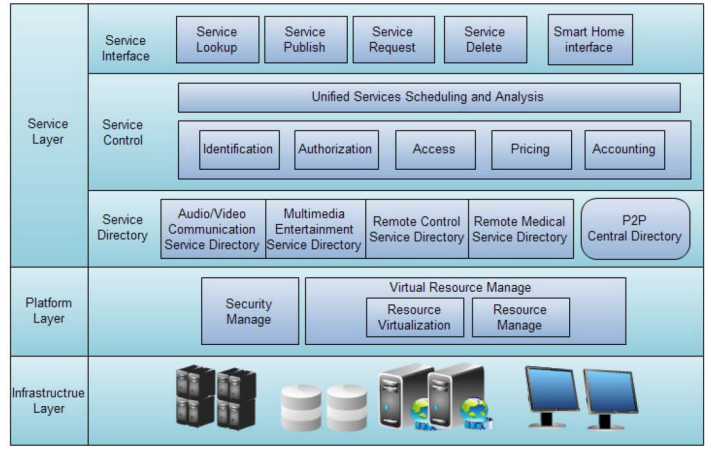 Service
Layer
Service
Interface
Service
Lookup
Service
Publish
Service
Request
Service
Delete
Smart Home
interface
Service
Control
Unified Services Scheduling and Analysis
Identification
Authorization
Access
Pricing
Accounting
Service
Directory
Audio/Video
Communication
Service Directory
Multimedia
Entertainment
Service Directory
Remote Control
Service Directory
Remote Medical
Service Directory
P2P
Central Directory
Platform
Layer
Security
Manage
Virtual Resource Manage
Resource
Virtualization
Resource
Manage
Infrastructrue
Layer